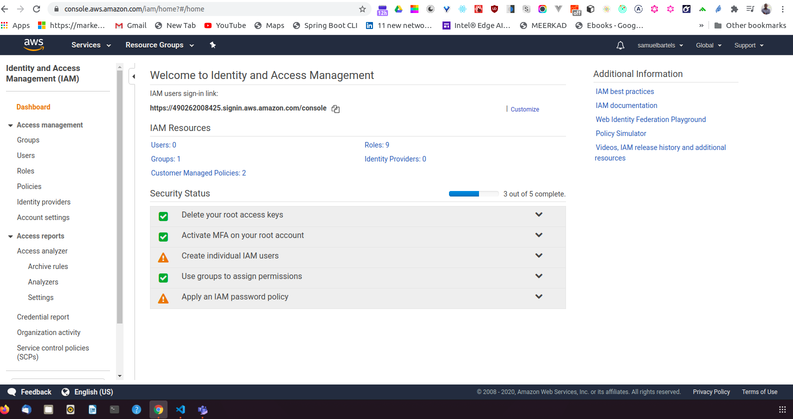 console.aws.amazon.com/iam/home?#/home
Apps
https://marke...
Gmail
New Tab
YouTube
Maps
Spring Boot CLI
11 new netwo...
Intel® Edge AI...
MEERKAD
Ebooks - Goog...
»
Other bookmarks
aws
Services
Resource Groups
samuelbartels
Global
Support
Identity and Access
Management (IAM)
Dashboard
Access management
Groups
Users
Roles
Policies
Identity providers
Account settings
Access reports
Access analyzer
Archive rules
Analyzers
Settings
Credential report
Organization activity
Service control policies
(SCPs)
Welcome to Identity and Access Management
IAM users sign-in link:
https://490262008425.signin.aws.amazon.com/console
Customize
IAM Resources
Users: 0
Roles: 9
Groups: 1
Identity Providers: 0
Customer Managed Policies: 2
Security Status
3 out of 5 complete.
Delete your root access keys
Activate MFA on your root account
Create individual IAM users
Use groups to assign permissions
Apply an IAM password policy
Additional Information
IAM best practices
IAM documentation
Web Identity Federation Playground
Policy Simulator
Videos, IAM release history and additional
resources
Feedback
English (US)
© 2008 - 2020, Amazon Web Services, Inc. or its affiliates. All rights reserved.
Privacy Policy
Terms of Use